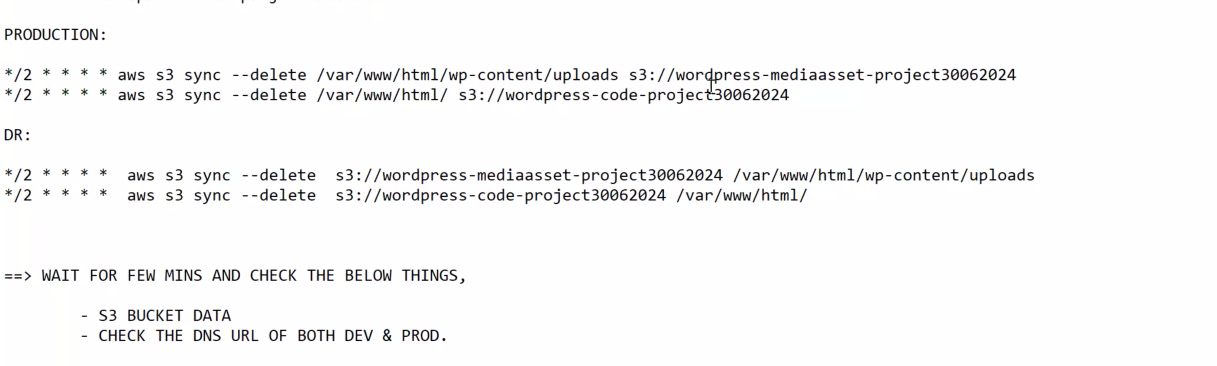 PRODUCTION:
*/2 * * * * aws s3 sync --delete /var/www/html/wp-content/uploads s3://wordpress-mediaasset-project30062024
*/2 * * * * aws s3 sync --delete /var/www/html/ s3://wordpress-code-project30062024
DR:
*/2 * * * *  aws s3 sync --delete  s3://wordpress-mediaasset-project30062024 /var/www/html/wp-content/uploads
*/2 * * * *  aws s3 sync --delete  s3://wordpress-code-project30062024 /var/www/html/
==> WAIT FOR FEW MINS AND CHECK THE BELOW THINGS,
- S3 BUCKET DATA
- CHECK THE DNS URL OF BOTH DEV & PROD.